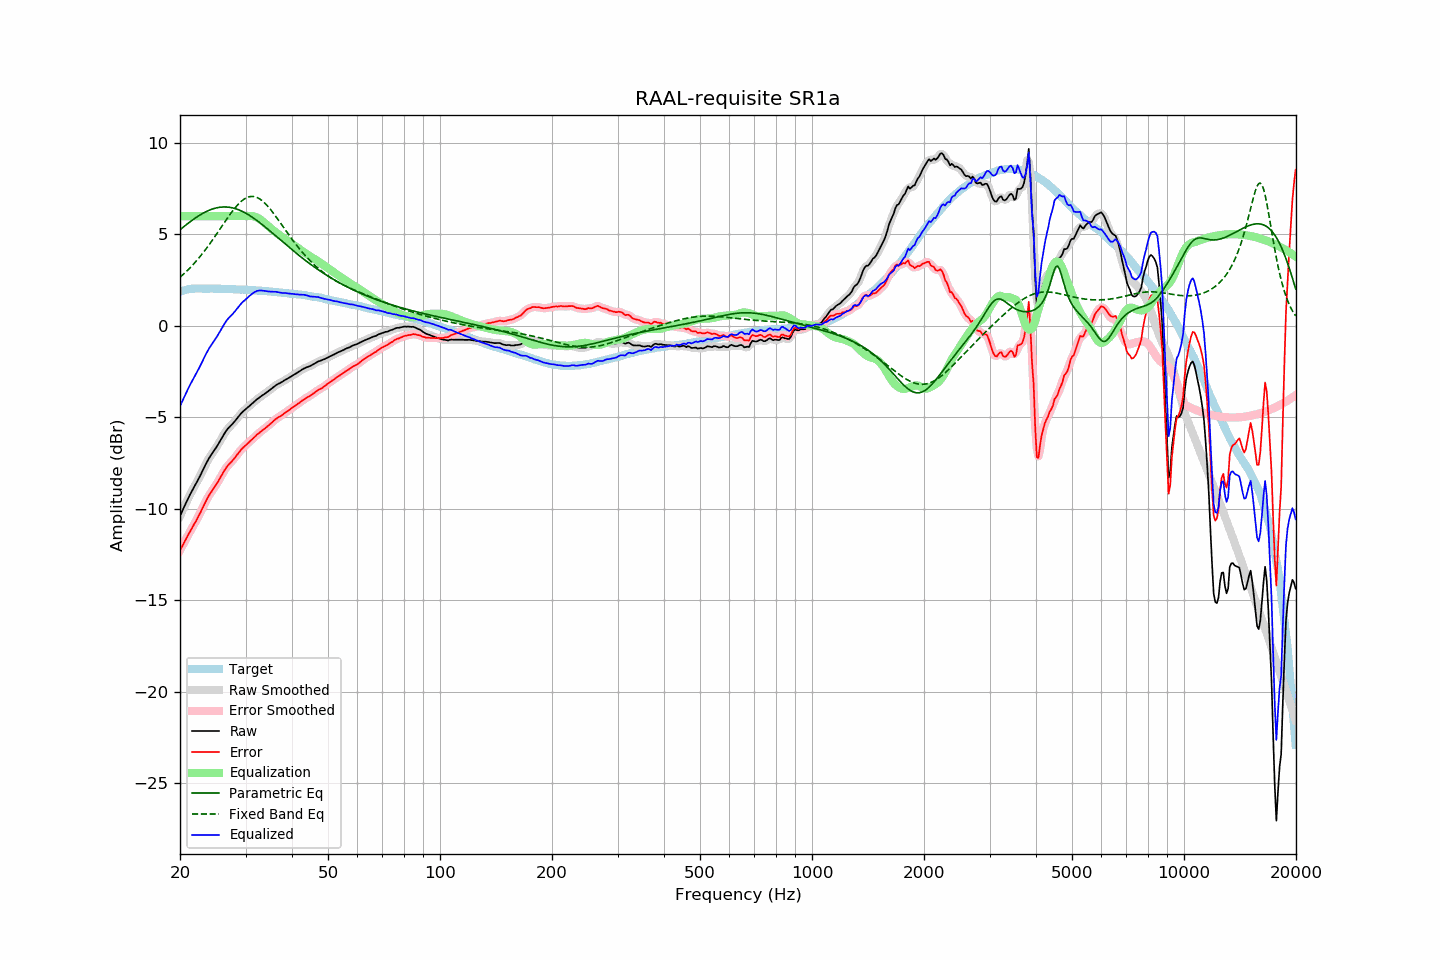 RAAL-requisite SR1a
Amplitude (dBr)
10
5
0
−5
−10
−15
−20
−25
Target
Raw Smoothed
Error Smoothed
Raw
Error
Equalization
Parametric Eq
Fixed Band Eq
Equalized
20 50 100 200 500 1000 2000 5000 10000 20000
Frequency (Hz)